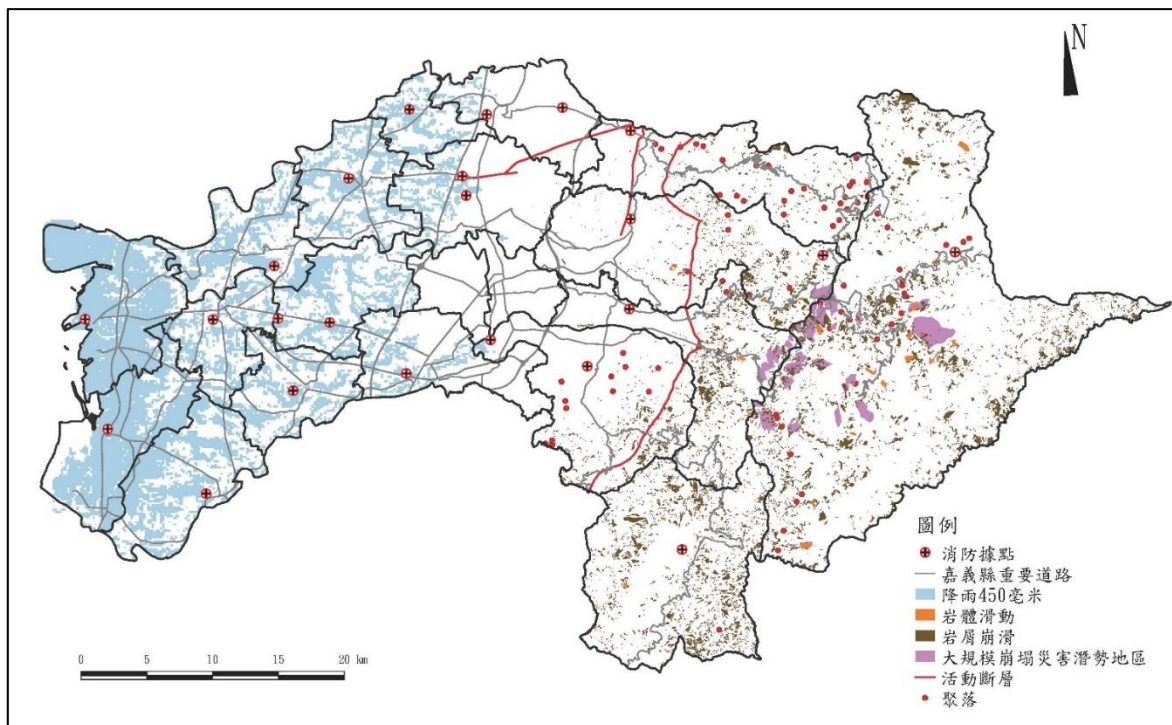 N
圖例
消防據點
嘉義縣重要道路
降雨450毫米
岩體滑動
岩屑崩滑
大規模崩塌災害潛勢地區
活動斷層
聚落
0 5 10 15 20 km